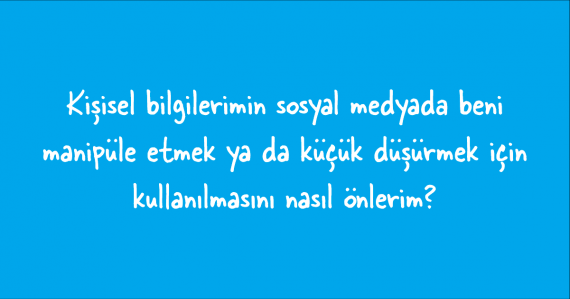 Kişisel bilgilerimin sosyal medyada beni
manipüle etmek ya da küçük düşürmek için
kullanılmasını nasıl önlerim?